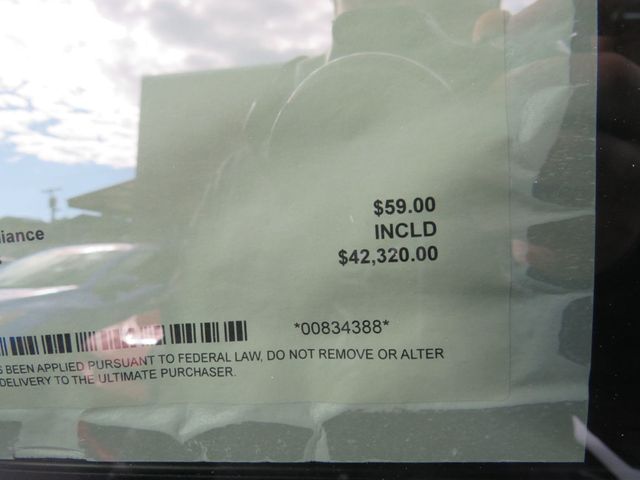 $59.00
iance INCLD
$42,320.00
*00834388*
BEEN APPLIED PURSUANT TO FEDERAL LAW, DO NOT REMOVE OR ALTER
DELIVERY TO THE ULTIMATE PURCHASER.